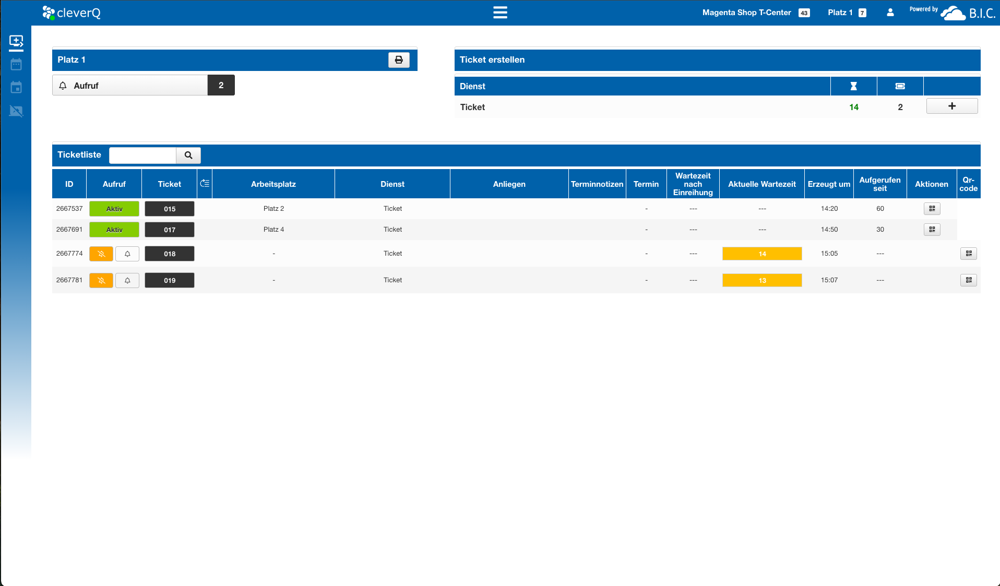 cleverQ
Magenta Shop T-Center 43
Platz 1 7
Powered by B.I.C.
Platz 1
Aufruf 2
Ticket erstellen
Dienst
Ticket 14 2
Ticketliste
ID Aufruf Ticket Arbeitsplatz Dienst Anliegen Terminnotizen Termin Wartezeit nach Einreihung Aktuelle Wartezeit Erzeugt um Aufgerufen seit Aktionen Qr-code
2667537 Aktiv 015 Platz 2 Ticket - --- --- 14:20 60
2667691 Aktiv 017 Platz 4 Ticket - --- --- 14:50 30
2667774 018 - Ticket - --- 14 15:05 ---
2667781 019 - Ticket - --- 13 15:07 ---